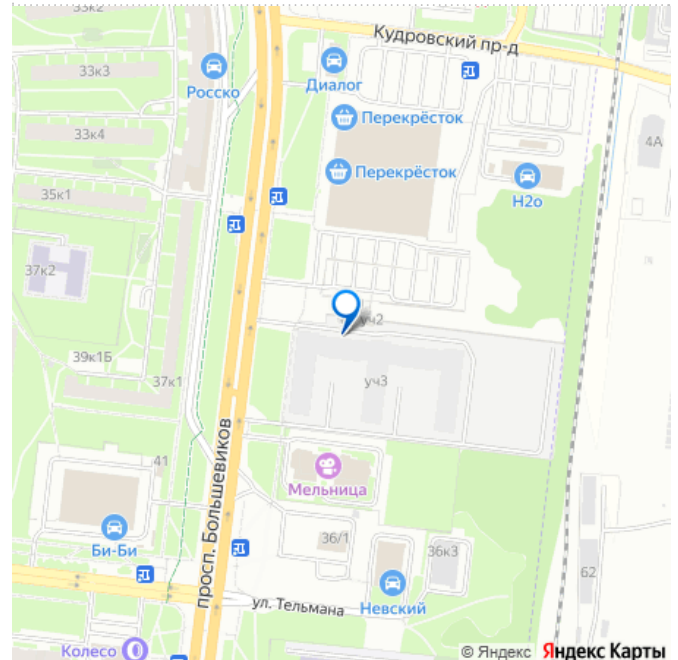 33к2
Кудровский пр-д
33к3
Росско
Диалог
33к4
Перекрёсток
4А
Перекрёсток
Н2о
35к1
37к2
уч2
39к1Б
37к1
уч3
просп. Большевиков
41
Мельница
Би-Би
36/1
36к3
62
ул. Тельмана
Невский
Колесо
© Яндекс Яндекс Карты